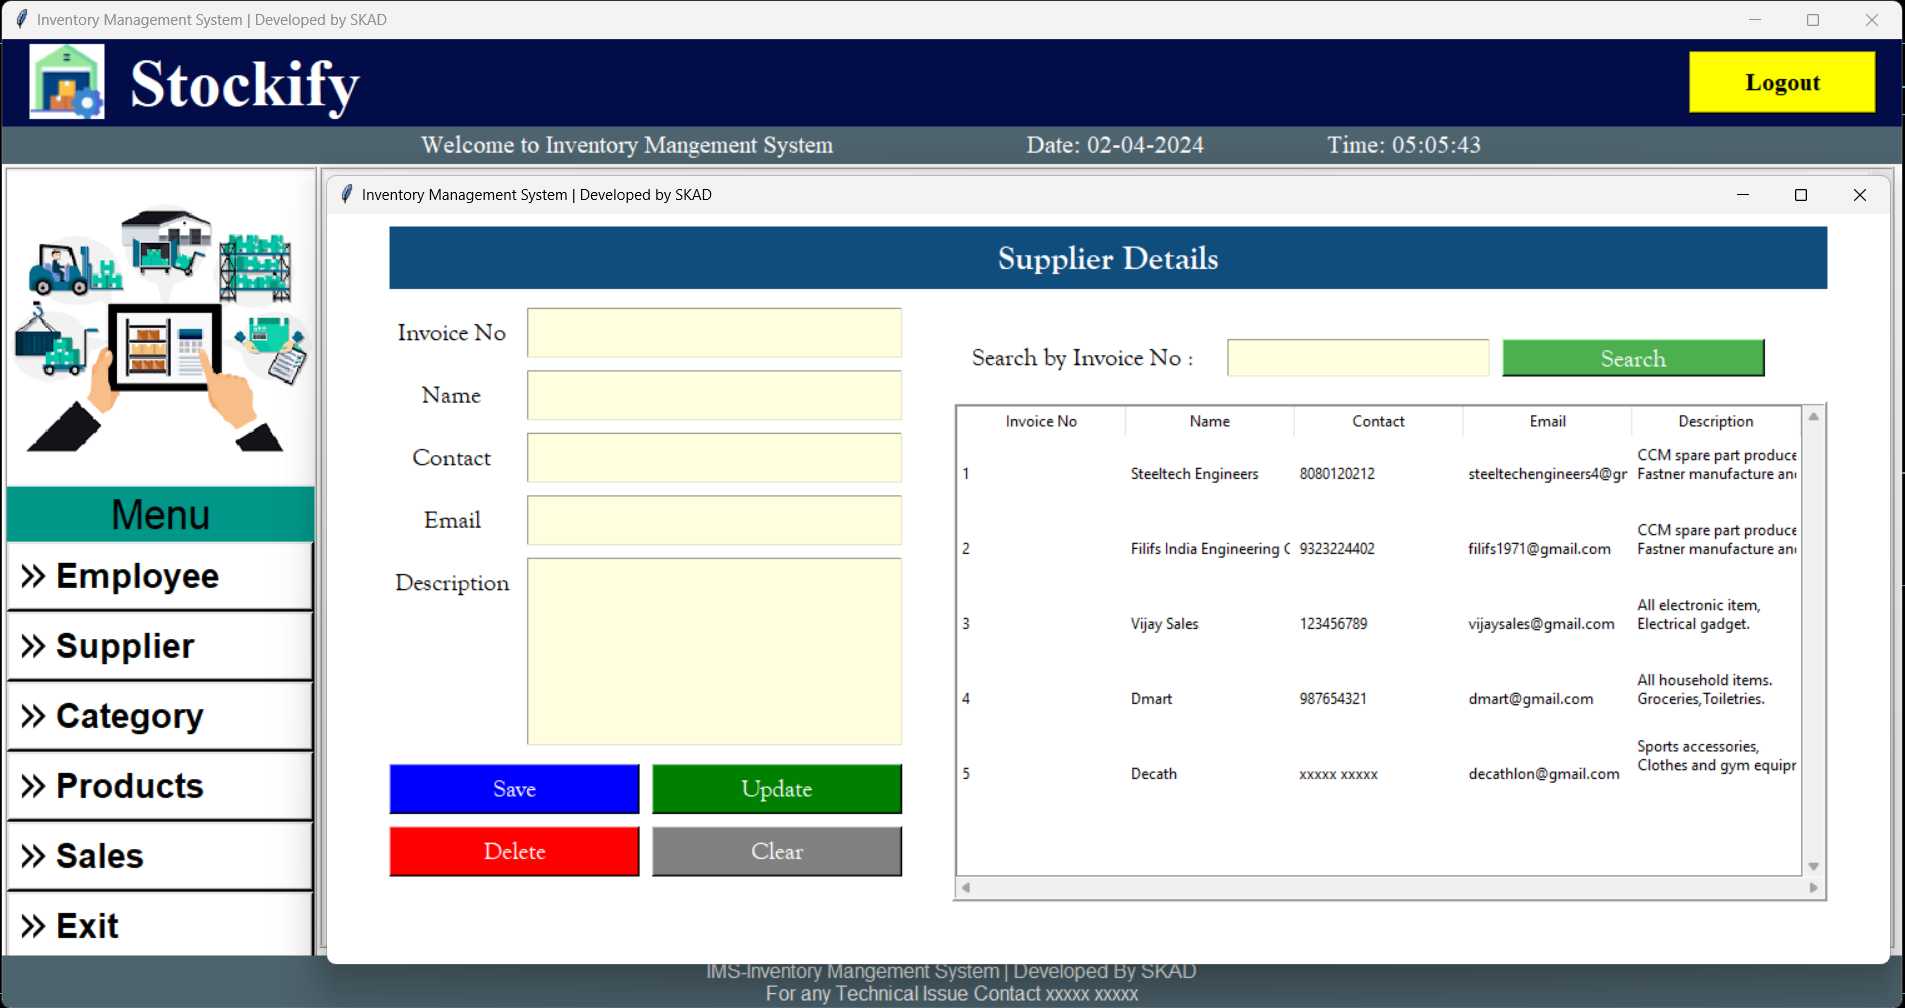 Inventory Management System | Developed by SKAD
Stockify
Logout
Welcome to Inventory Mangement System Date: 02-04-2024 Time: 05:05:43
Menu
>> Employee
>> Supplier
>> Category
>> Products
>> Sales
>> Exit
Inventory Management System | Developed by SKAD
Supplier Details
Invoice No
Name
Contact
Email
Description
Save Update
Delete Clear
Search by Invoice No : Search
Invoice No Name Contact Email Description
CCM spare part produce
1 Steeltech Engineers 8080120212 steeltechengineers4@gr Fastner manufacture an
CCM spare part produce
2 Filifs India Engineering C 9323224402 filifs1971@gmail.com Fastner manufacture an
All electronic item,
3 Vijay Sales 123456789 vijaysales@gmail.com Electrical gadget.
All household items.
4 Dmart 987654321 dmart@gmail.com Groceries,Toiletries.
Sports accessories,
5 Decath xxxxx xxxxx decathlon@gmail.com Clothes and gym equipr
IMS-Inventory Mangement System | Developed By SKAD
For any Technical Issue Contact xxxxx xxxxx